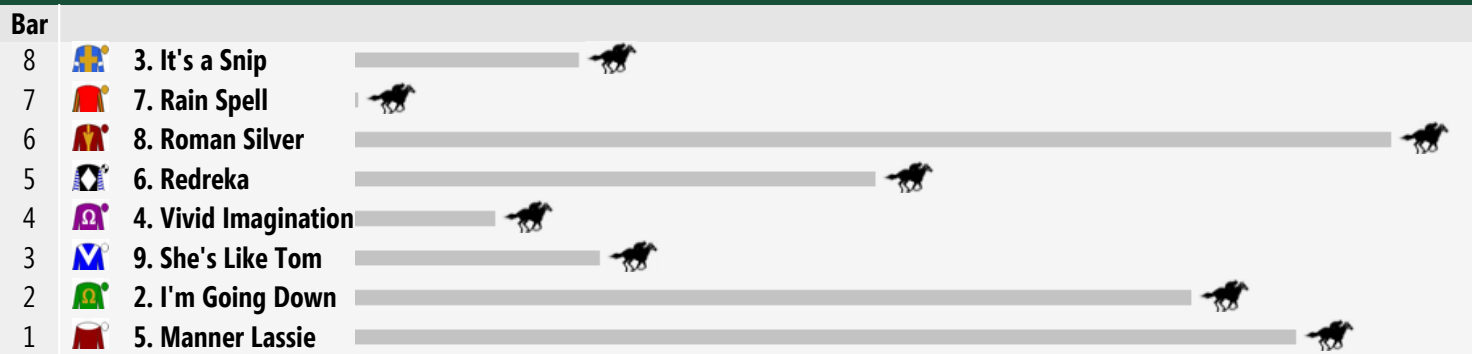 Bar
8 3. It's a Snip
7 7. Rain Spell
6 8. Roman Silver
5 6. Redreka
4 Ω 4. Vivid Imagination
3 9. She's Like Tom
2 Ω 2. I'm Going Down
1 5. Manner Lassie